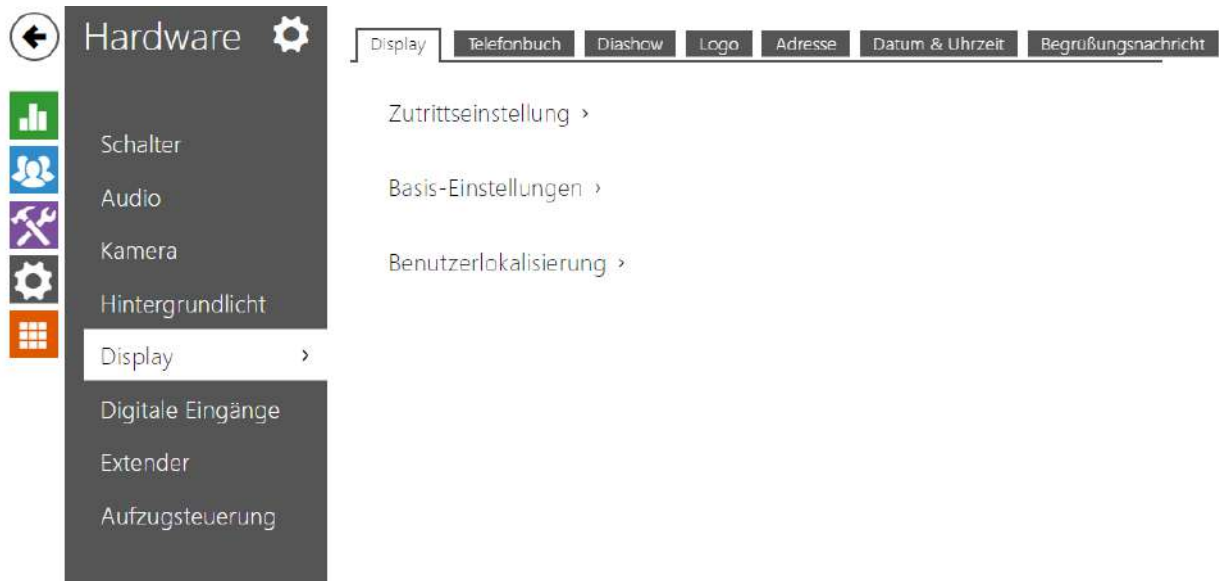 Hardware
Display Telefonbuch Diashow Logo Adresse Datum & Uhrzeit Begrüßungsnachricht
Schalter
Audio
Kamera
Hintergrundlicht
Display
Digitale Eingänge
Extender
Aufzugsteuerung
Zutrittseinstellung
Basis-Einstellungen
Benutzerlokalisierung